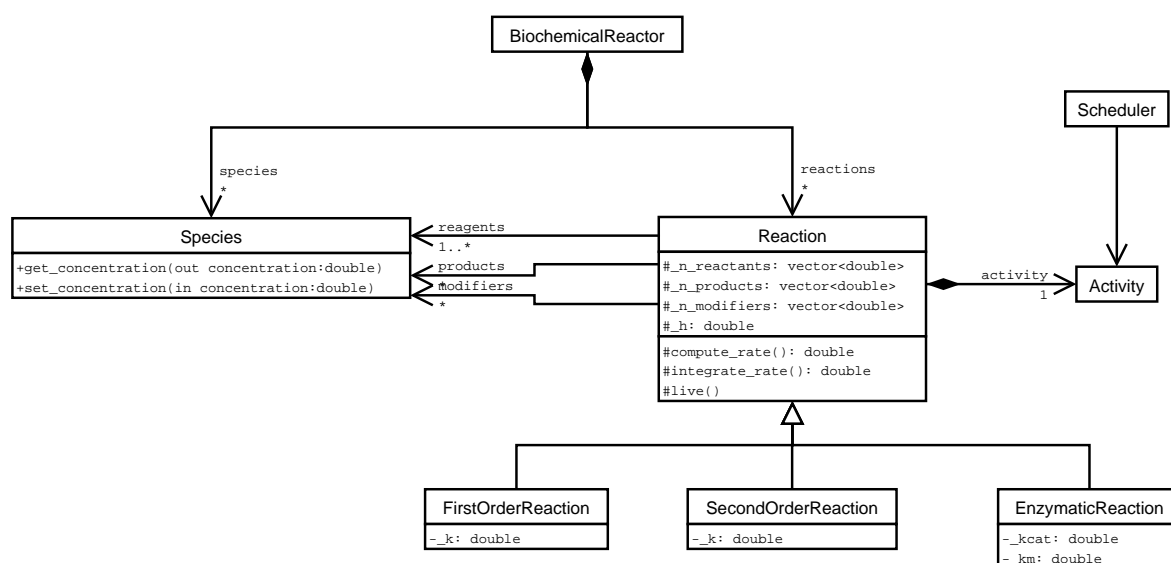 BiochemicalReactor
Scheduler
species
*
reactions
*
Species
+get_concentration(out concentration:double)
+set_concentration(in concentration:double)
reagents
1..*
products
*
modifiers
*
Reaction
#_n_reactants: vector<double>
#_n_products: vector<double>
#_n_modifiers: vector<double>
#_h: double
#compute_rate(): double
#integrate_rate(): double
#live()
activity
1
Activity
FirstOrderReaction
-_k: double
SecondOrderReaction
-_k: double
EnzymaticReaction
-_kcat: double
-_km: double